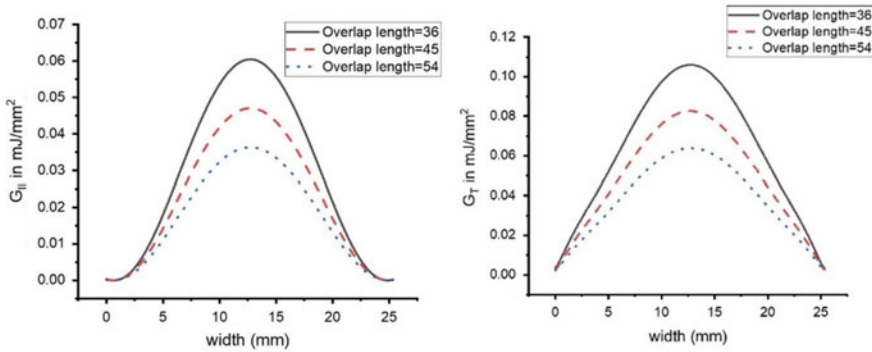 Overlap length=36
Overlap length=45
Overlap length=54
0.07
0.06
0.05
0.04
0.03
0.02
0.01
0.00
G_II in mJ/mm²
0 5 10 15 20 25
width (mm)
Overlap length=36
Overlap length=45
Overlap length=54
0.12
0.10
0.08
0.06
0.04
0.02
0.00
G_T in mJ/mm²
0 5 10 15 20 25
width (mm)